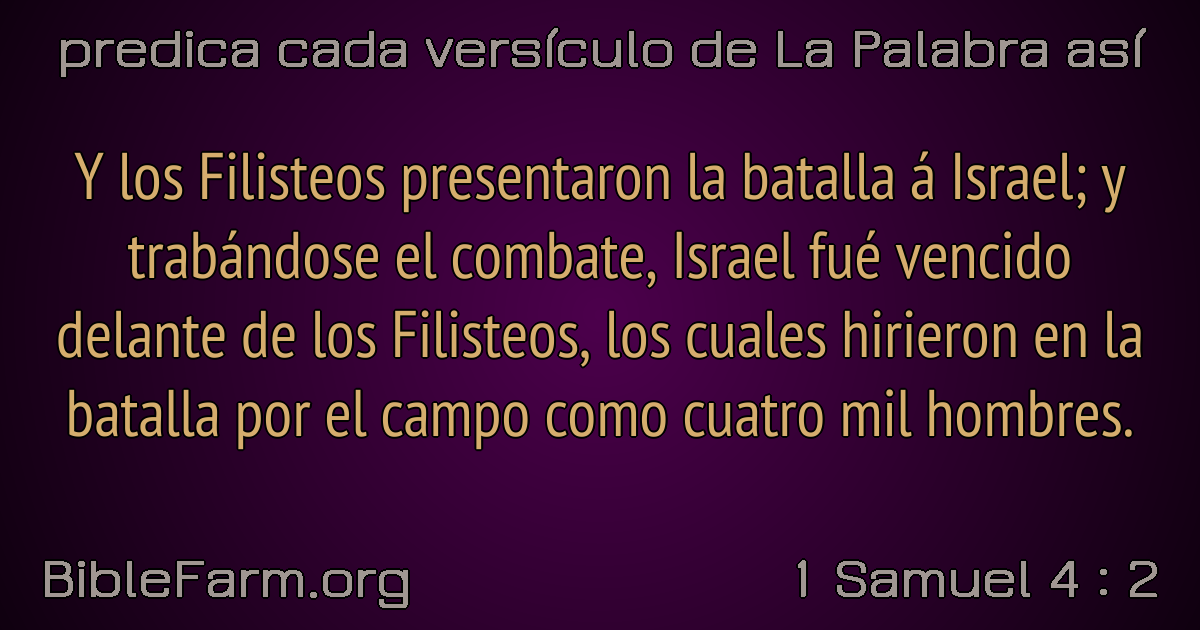 predica cada versículo de La Palabra así
Y los Filisteos presentaron la batalla á Israel; y
trabándose el combate, Israel fué vencido
delante de los Filisteos, los cuales hirieron en la
batalla por el campo como cuatro mil hombres.
BibleFarm.org
1 Samuel 4 : 2